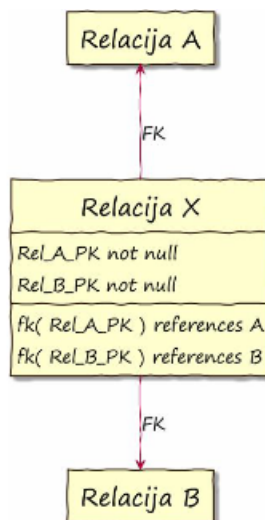 Relacija A
FK
Relacija X
Rel_A_PK not null
Rel_B_PK not null
fk( Rel_A_PK ) references A
fk( Rel_B_PK ) references B
FK
Relacija B